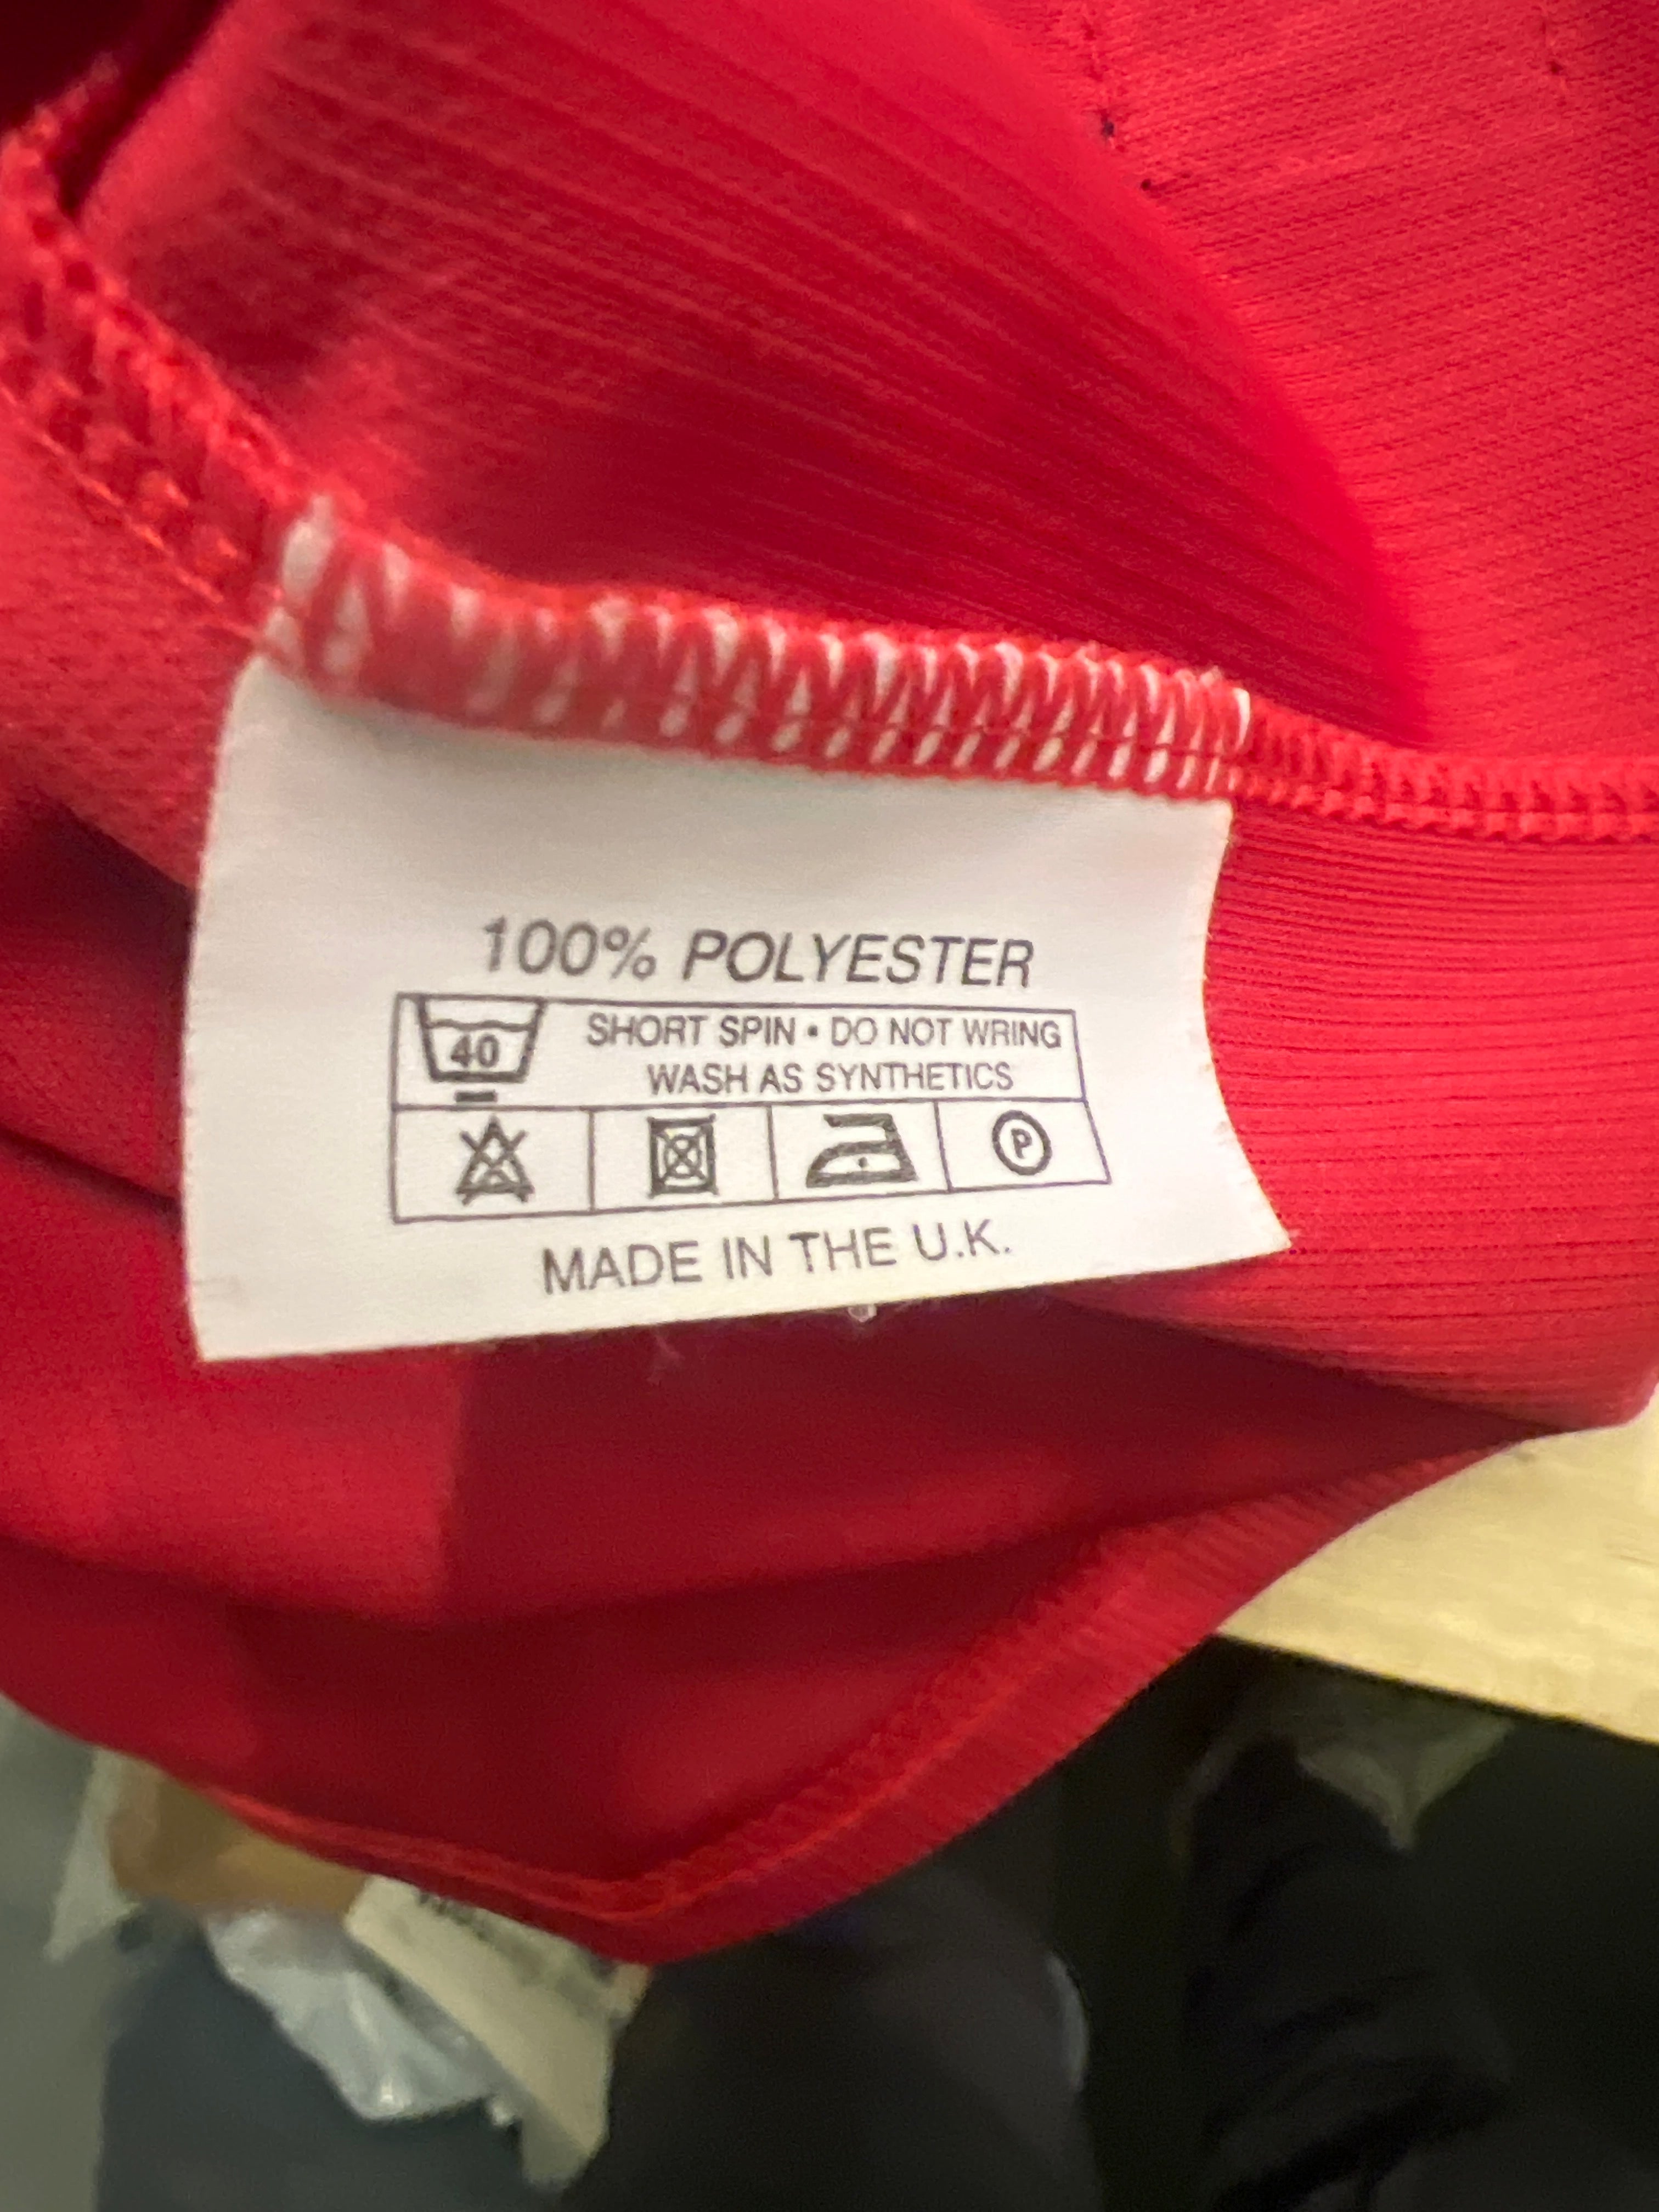 100% POLYESTER
40
SHORT SPIN • DO NOT WRING
WASH AS SYNTHETICS
P
MADE IN THE U.K.